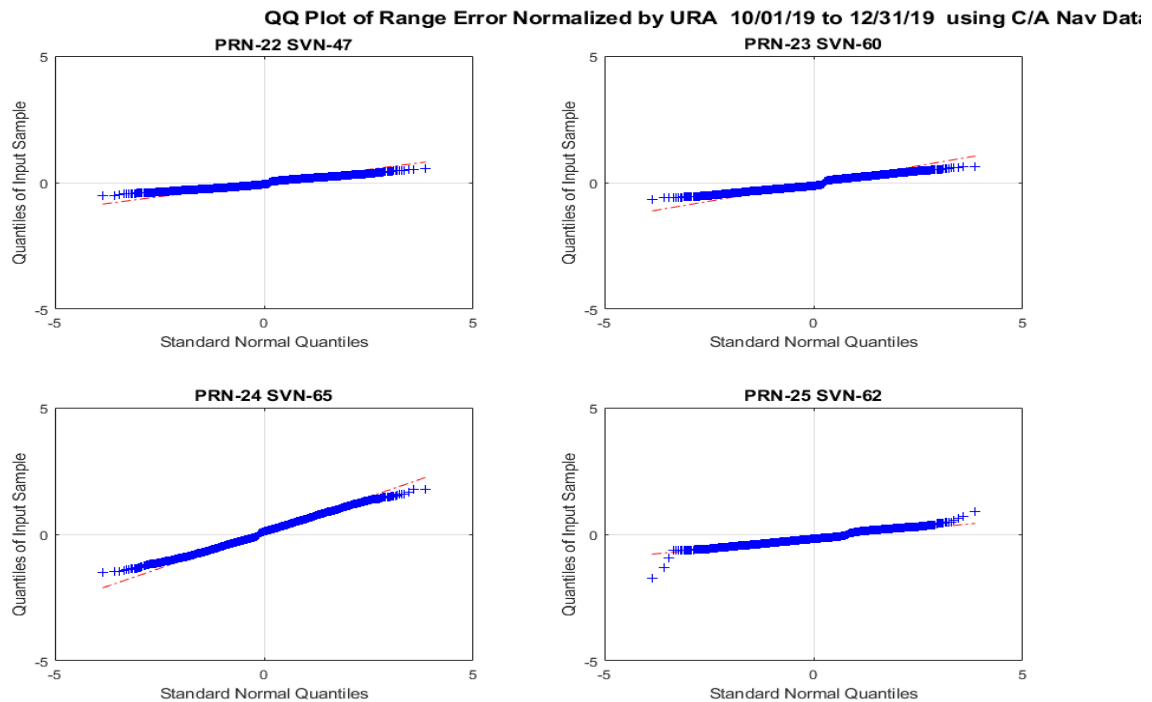 QQ Plot of Range Error Normalized by URA 10/01/19 to 12/31/19 using C/A Nav
PRN-22 SVN-47
5
0
-5
-5 0 5
Quantiles of Input Sample
Standard Normal Quantiles
PRN-23 SVN-60
5
0
-5
-5 0 5
Quantiles of Input Sample
Standard Normal Quantiles
PRN-24 SVN-65
5
0
-5
-5 0 5
Quantiles of Input Sample
Standard Normal Quantiles
PRN-25 SVN-62
5
0
-5
-5 0 5
Quantiles of Input Sample
Standard Normal Quantiles